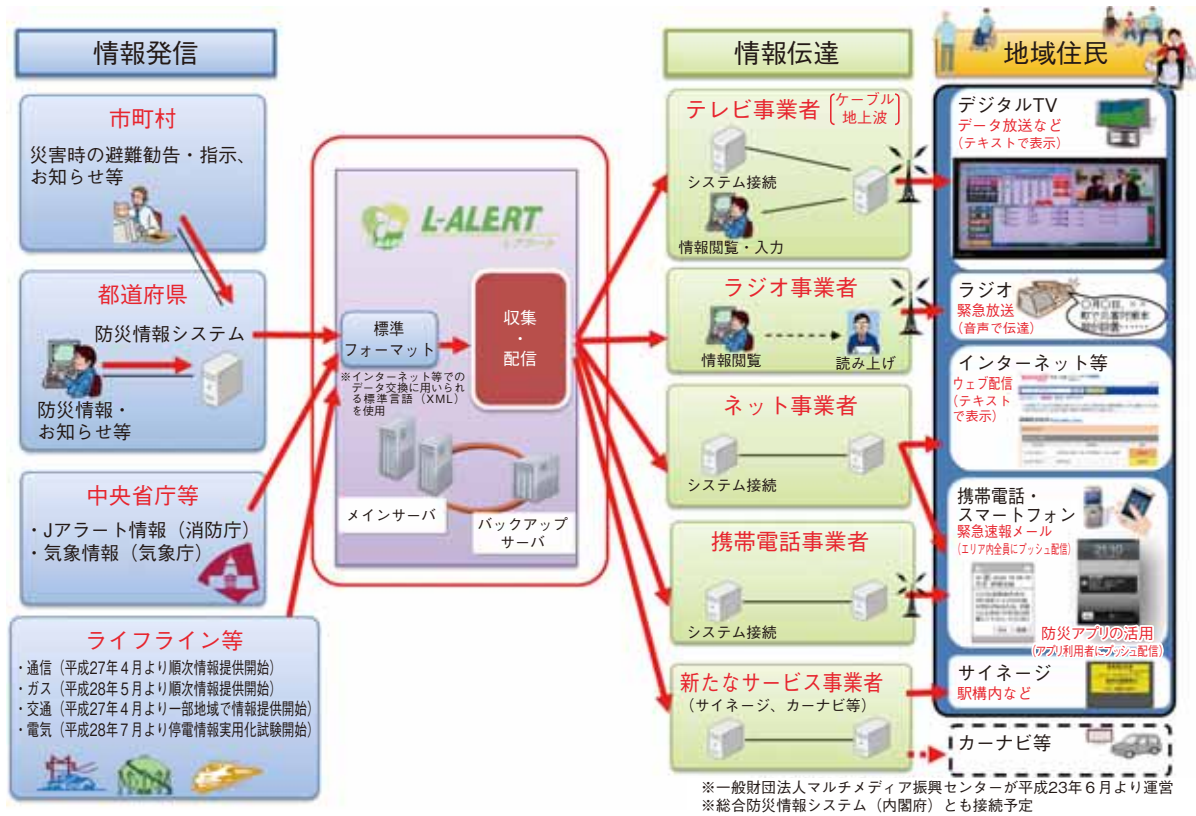 情報発信
市町村
災害時の避難勧告・指示、
お知らせ等
都道府県
防災情報システム
防災情報・
お知らせ等
中央省庁等
・Jアラート情報（消防庁）
・気象情報（気象庁）
ライフライン等
・通信（平成27年4月より順次情報提供開始）
・ガス（平成28年5月より順次情報提供開始）
・交通（平成27年4月より一部地域で情報提供開始）
・電気（平成28年7月より停電情報実用化試験開始）
L-ALERT
Lアラート
標準
フォーマット
※インターネット等での
データ交換に用いられ
る標準言語（XML）
を使用
収集
・
配信
メインサーバ
バックアップ
サーバ
情報伝達
テレビ事業者
ケーブル
地上波
システム接続
情報閲覧・入力
ラジオ事業者
情報閲覧
読み上げ
ネット事業者
システム接続
携帯電話事業者
システム接続
新たなサービス事業者
（サイネージ、カーナビ等）
地域住民
デジタルTV
データ放送など
（テキストで表示）
ラジオ
緊急放送
（音声で伝達）
〇月〇日、××
町で災害対策本
部が設置……
インターネット等
ウェブ配信
（テキスト
で表示）
携帯電話・
スマートフォン
緊急速報メール
（エリア内全員にプッシュ配信）
21:10
防災アプリの活用
（アプリ利用者にプッシュ配信）
サイネージ
駅構内など
カーナビ等
※一般財団法人マルチメディア振興センターが平成23年6月より運営
※総合防災情報システム（内閣府）とも接続予定